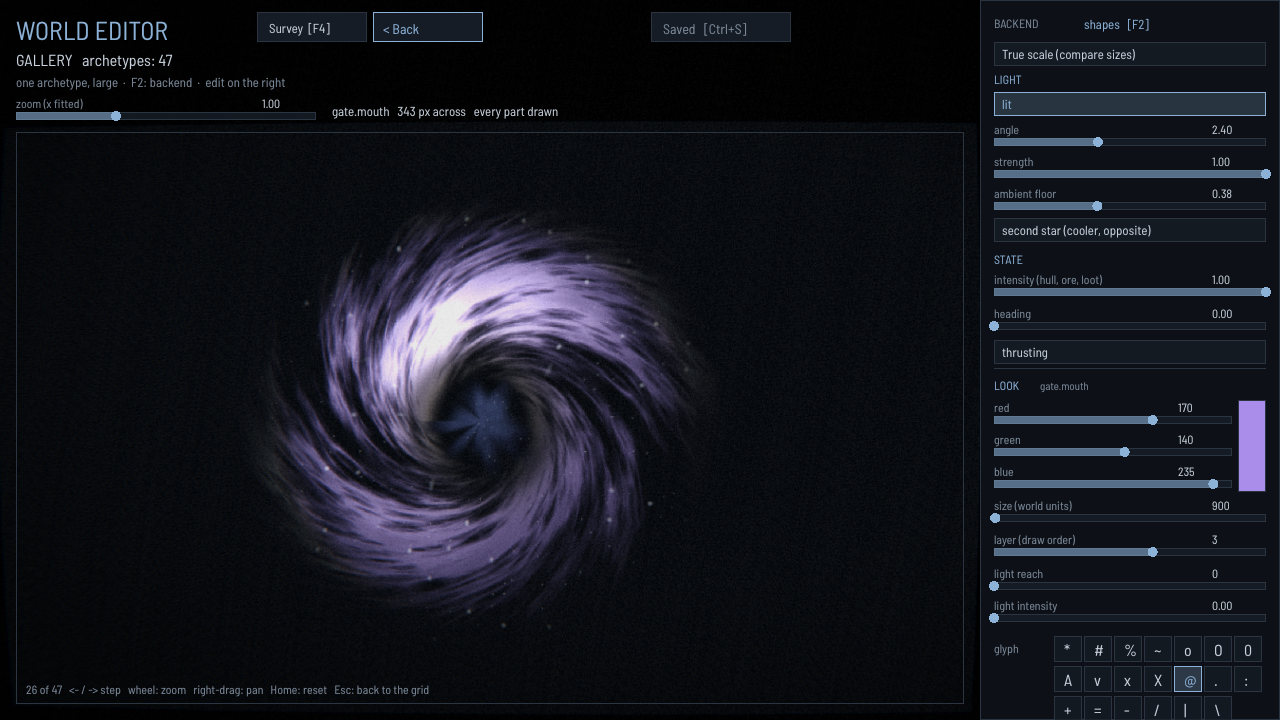 WORLD EDITOR
Survey [F4]
< Back
Saved [Ctrl+S]
GALLERY archetypes: 47
one archetype, large · F2: backend · edit on the right
zoom (x fitted) 1.00
gate.mouth 343 px across every part drawn
26 of 47 <- / -> step wheel: zoom right-drag: pan Home: reset Esc: back to the grid
BACKEND shapes [F2]
True scale (compare sizes)
LIGHT
lit
angle 2.40
strength 1.00
ambient floor 0.38
second star (cooler, opposite)
STATE
intensity (hull, ore, loot) 1.00
heading 0.00
thrusting
LOOK gate.mouth
red 170
green 140
blue 235
size (world units) 900
layer (draw order) 3
light reach 0
light intensity 0.00
glyph * # % ~ o O 0
A v x X @ . :
+ = - / | \